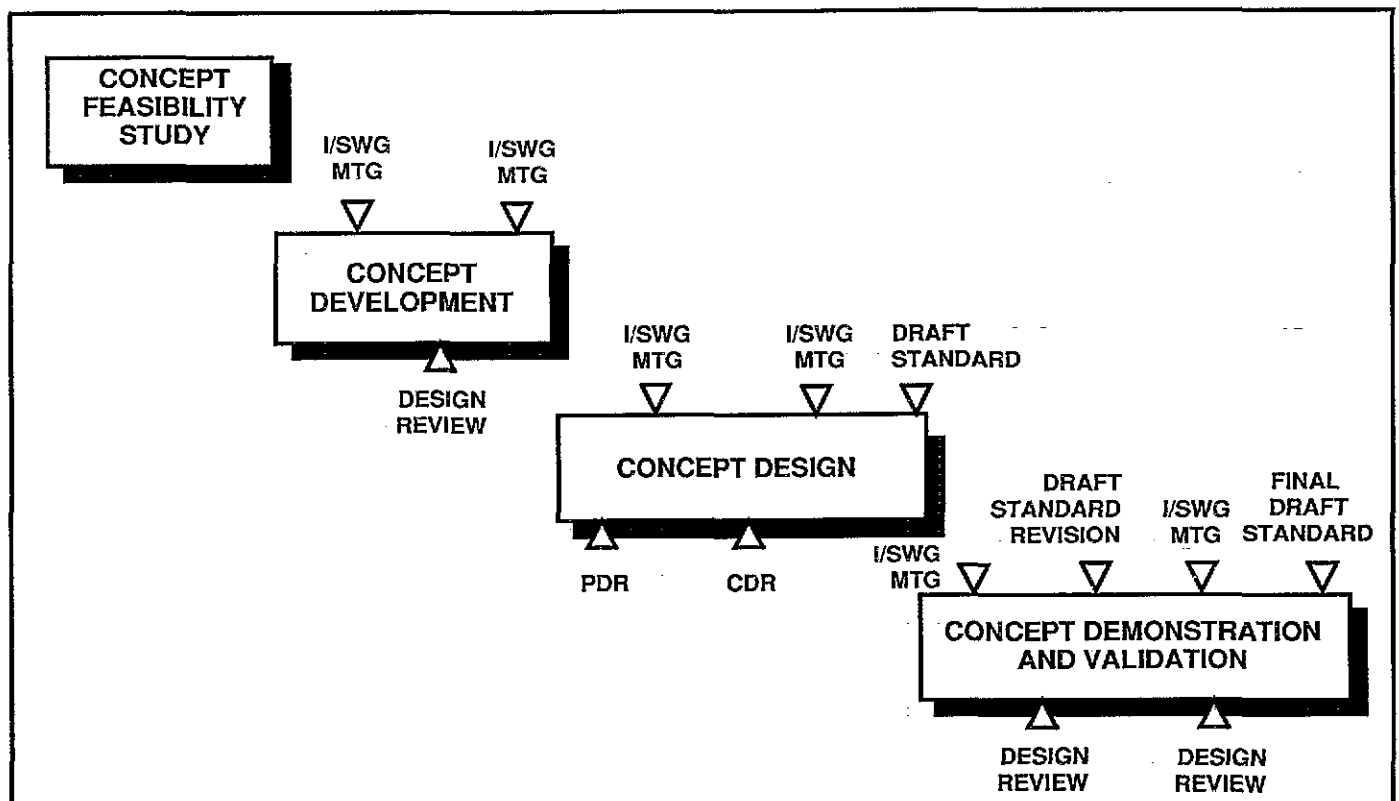 CONCEPT
FEASIBILITY
STUDY
I/SWG
MTG
I/SWG
MTG
CONCEPT
DEVELOPMENT
DESIGN
REVIEW
I/SWG
MTG
I/SWG
MTG
DRAFT
STANDARD
CONCEPT DESIGN
PDR
CDR
I/SWG
MTG
DRAFT
STANDARD
REVISION
I/SWG
MTG
FINAL
DRAFT
STANDARD
CONCEPT DEMONSTRATION
AND VALIDATION
DESIGN
REVIEW
DESIGN
REVIEW